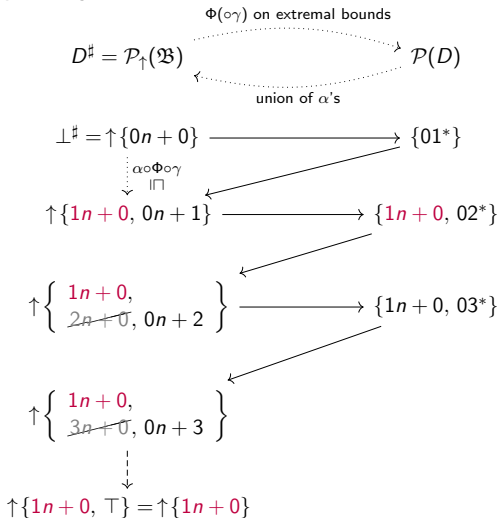 Φ(∘γ) on extremal bounds
D♯ = 𝒫↑(𝔅) 𝒫(D)
union of α's
⊥♯ = ↑{0n + 0} {01*}
α∘Φ∘γ
⊑
↑{1n + 0, 0n + 1} {1n + 0, 02*}
↑{ 1n + 0,
2n + 0, 0n + 2 } {1n + 0, 03*}
↑{ 1n + 0,
3n + 0, 0n + 3 }
↑{1n + 0, ⊤} = ↑{1n + 0}